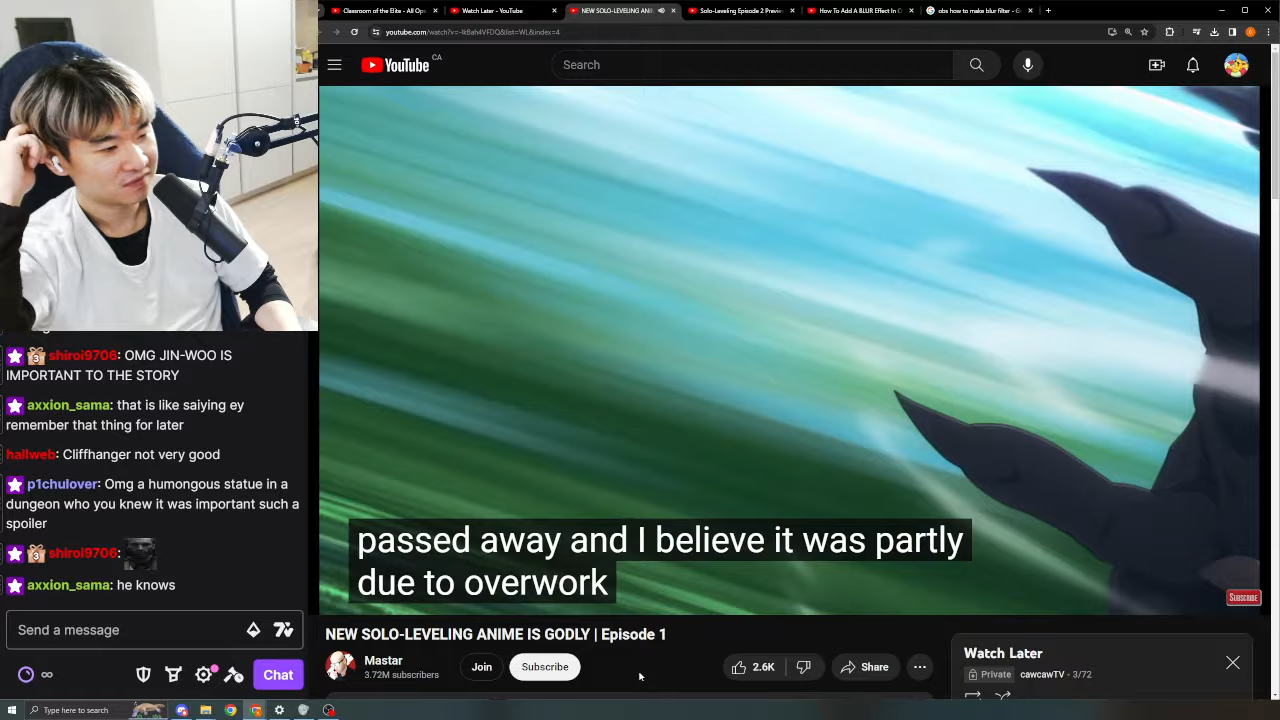 Classroom of the Elite - All Ope
Watch Later - YouTube
NEW SOLO-LEVELING ANI
Solo-Leveling Episode 2 Preview
How To Add A BLUR Effect In O
obs how to make blur filter - G
youtube.com/watch?v=-IkBah4VFDQ&list=WL&index=4
YouTube CA
Search
shiroi9706: OMG JIN-WOO IS
IMPORTANT TO THE STORY
axxion_sama: that is like saiying ey
remember that thing for later
hallweb: Cliffhanger not very good
p1chulover: Omg a humongous statue in a
dungeon who you knew it was important such a
spoiler
shiroi9706:
axxion_sama: he knows
Send a message
Chat
passed away and I believe it was partly
due to overwork
SUBSCRIBE
NEW SOLO-LEVELING ANIME IS GODLY | Episode 1
Mastar
3.72M subscribers
Join
Subscribe
2.6K
Share
Watch Later
Private cawcawTV - 3/72
Type here to search